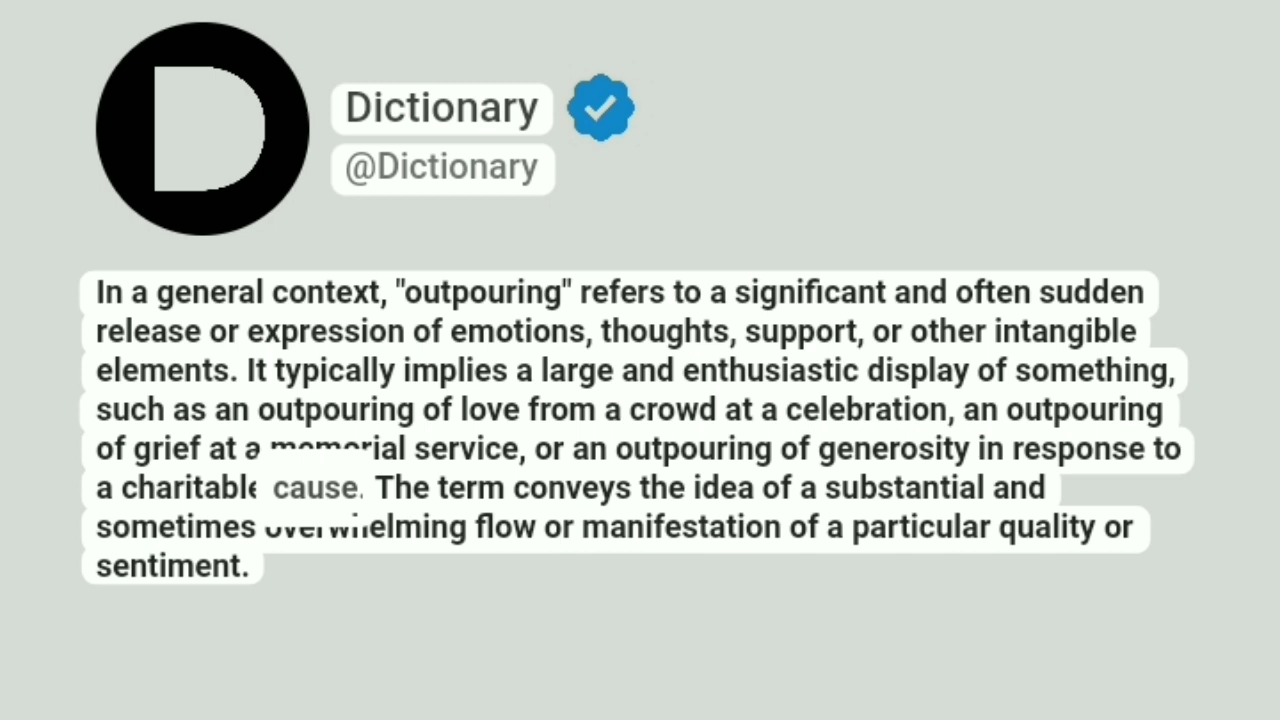 D
Dictionary
@Dictionary
In a general context, "outpouring" refers to a significant and often sudden
release or expression of emotions, thoughts, support, or other intangible
elements. It typically implies a large and enthusiastic display of something,
such as an outpouring of love from a crowd at a celebration, an outpouring
of grief at a memorial service, or an outpouring of generosity in response to
a charitable cause. The term conveys the idea of a substantial and
sometimes overwhelming flow or manifestation of a particular quality or
sentiment.